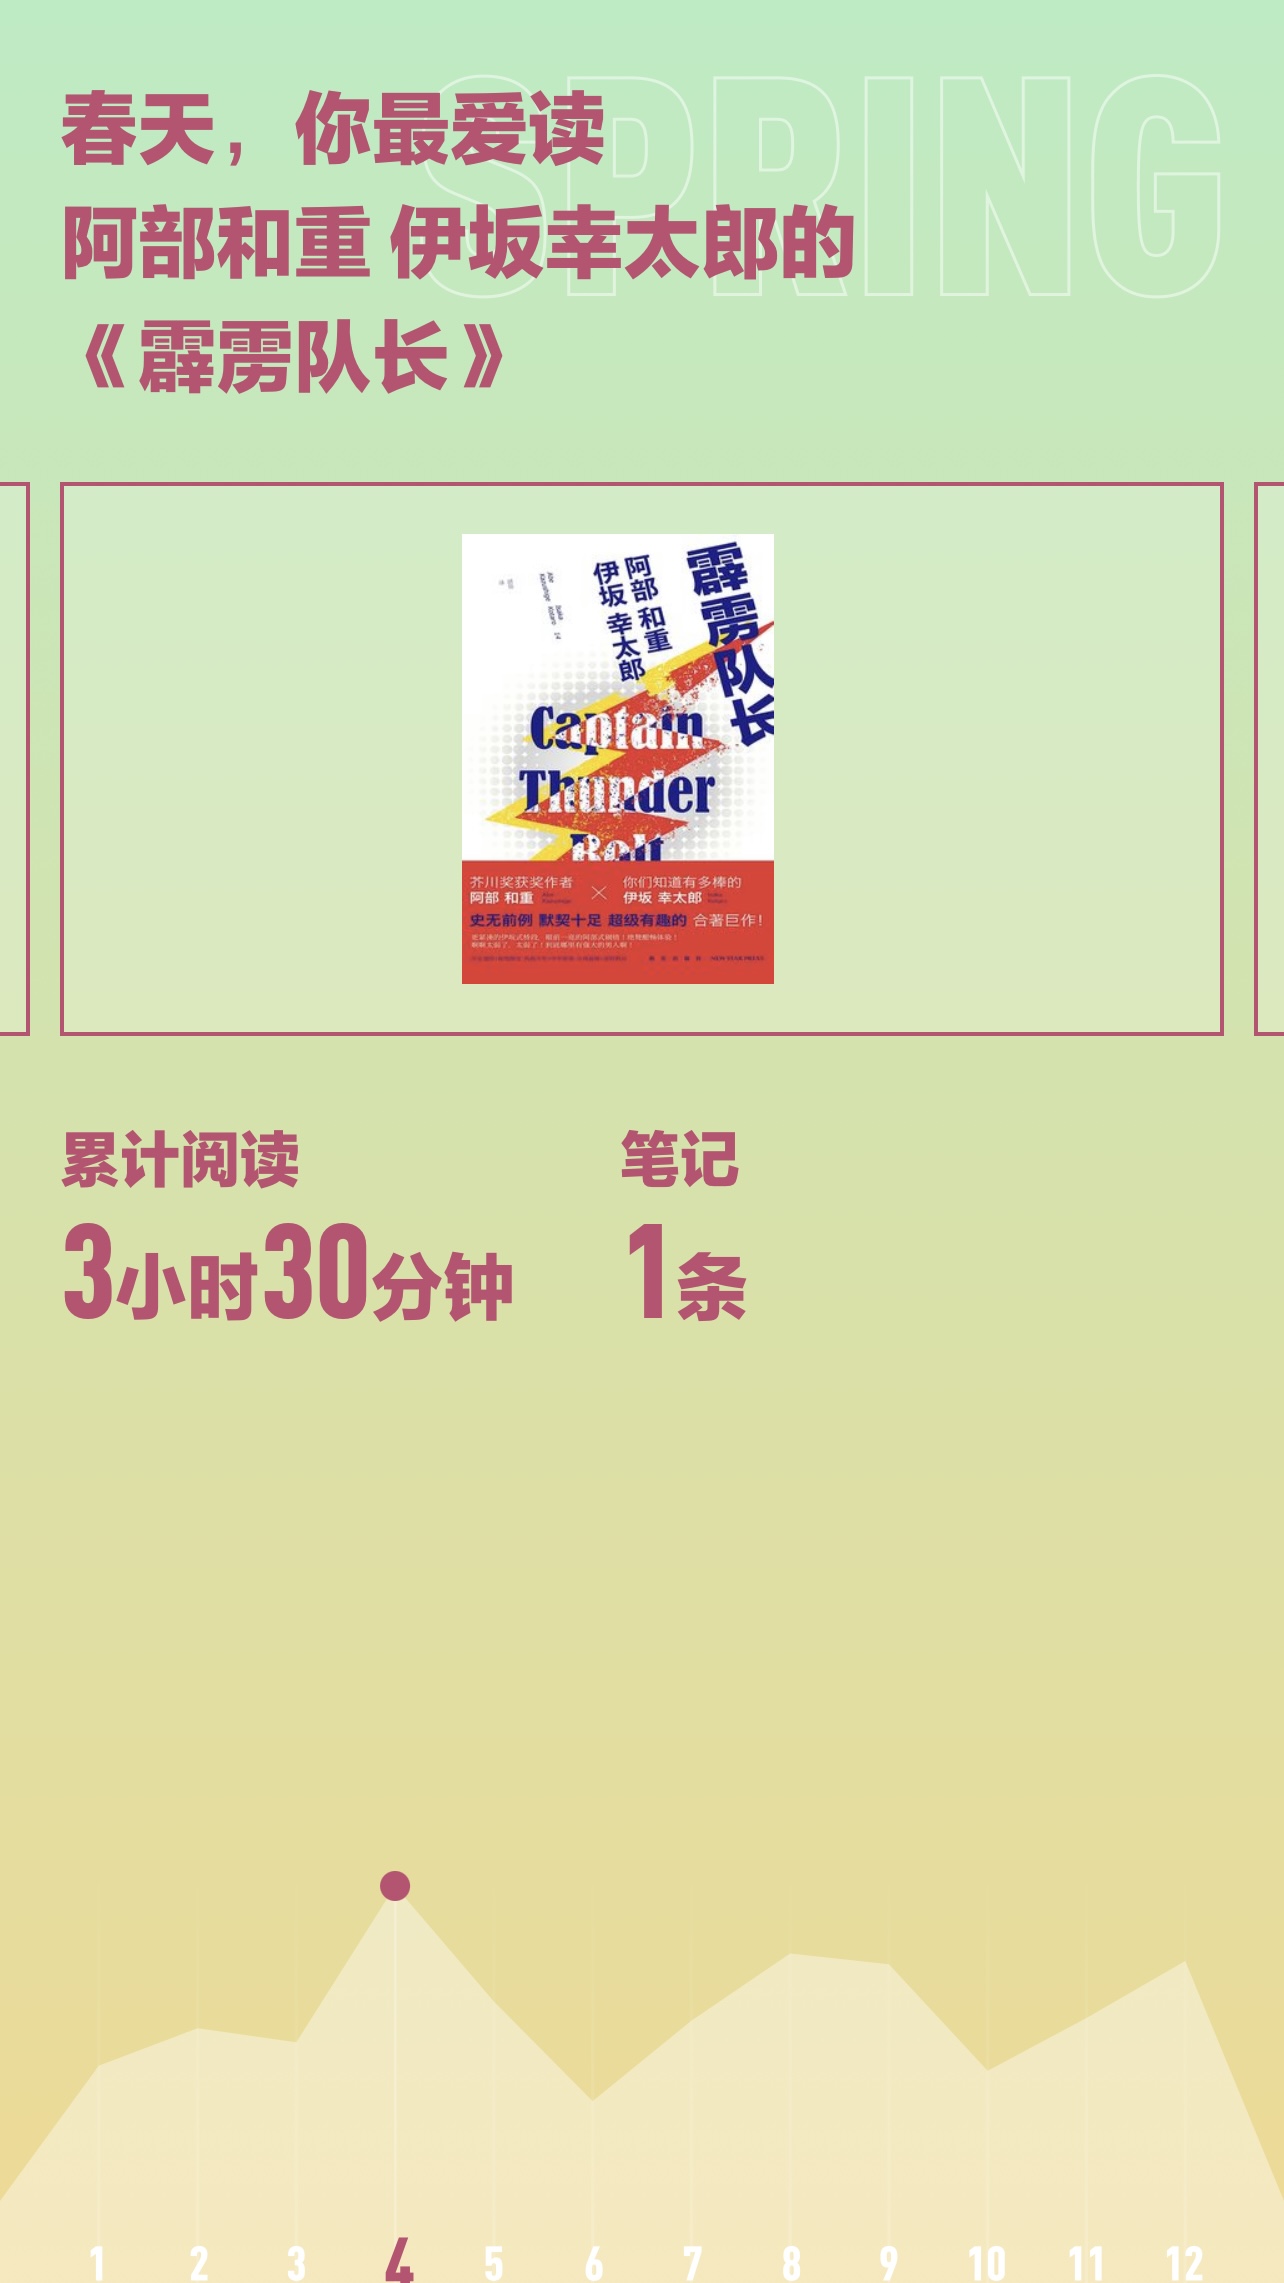 SPRING
春天，你最爱读
阿部和重 伊坂幸太郎的
《霹雳队长》
霹雳队长
阿部 和重
伊坂 幸太郎
Captain
Thunder
Bolt
芥川奖获奖作者
阿部 和重
你们知道有多棒的
伊坂 幸太郎
史无前例 默契十足 超级有趣的 合著巨作！
累计阅读
3小时30分钟
笔记
1条
1 2 3 4 5 6 7 8 9 10 11 12